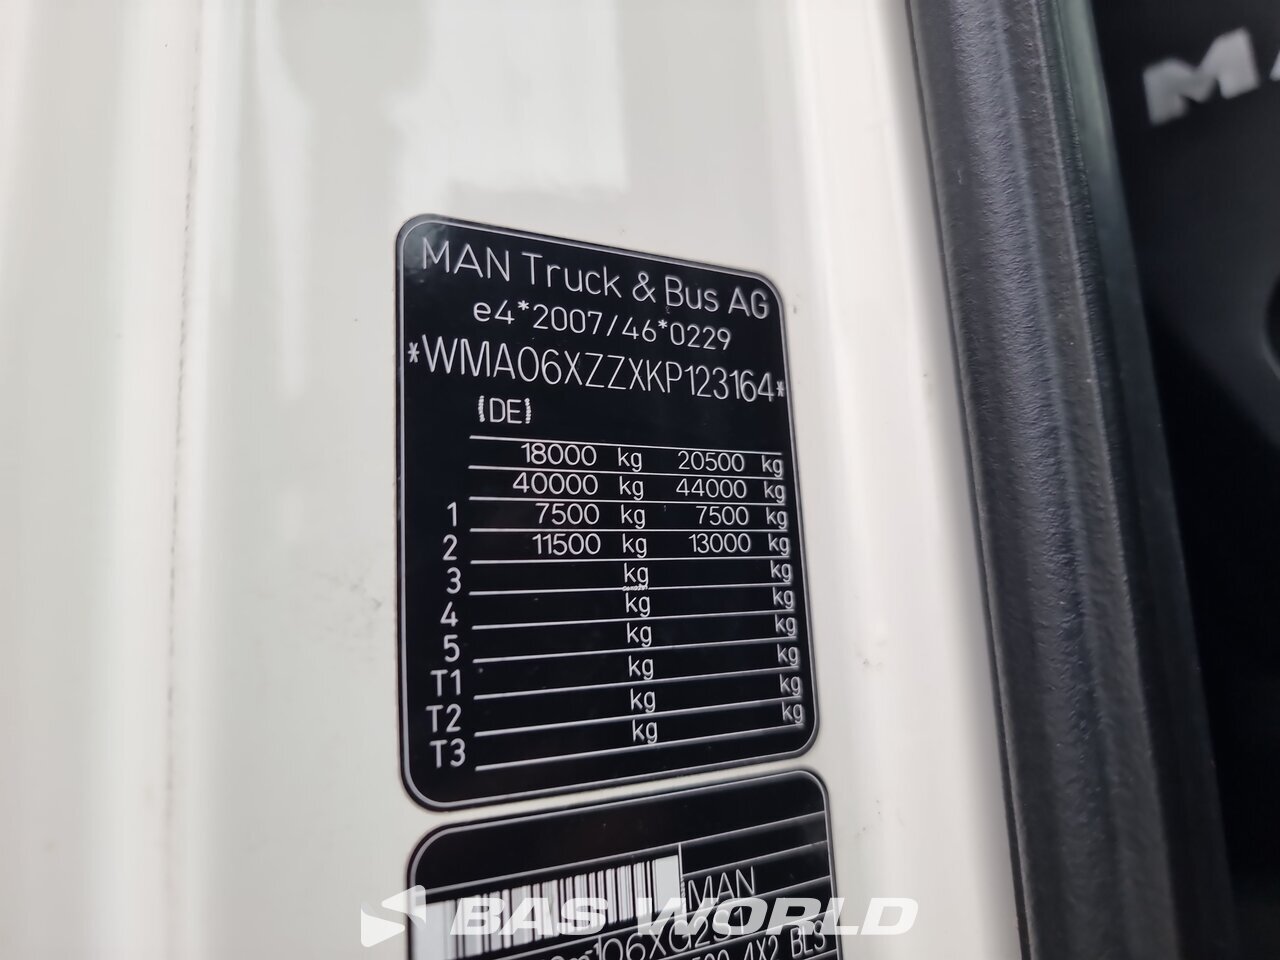 MAN Truck & Bus AG
e4*2007/46*0229
*WMA06XZZXKP123164*
(DE)
18000 kg 20500 kg
40000 kg 44000 kg
1 7500 kg 7500 kg
2 11500 kg 13000 kg
3 kg kg
4 kg kg
5 kg kg
T1 kg kg
T2 kg kg
T3 kg kg
MAN
BAS WORLD
4X2 BLS